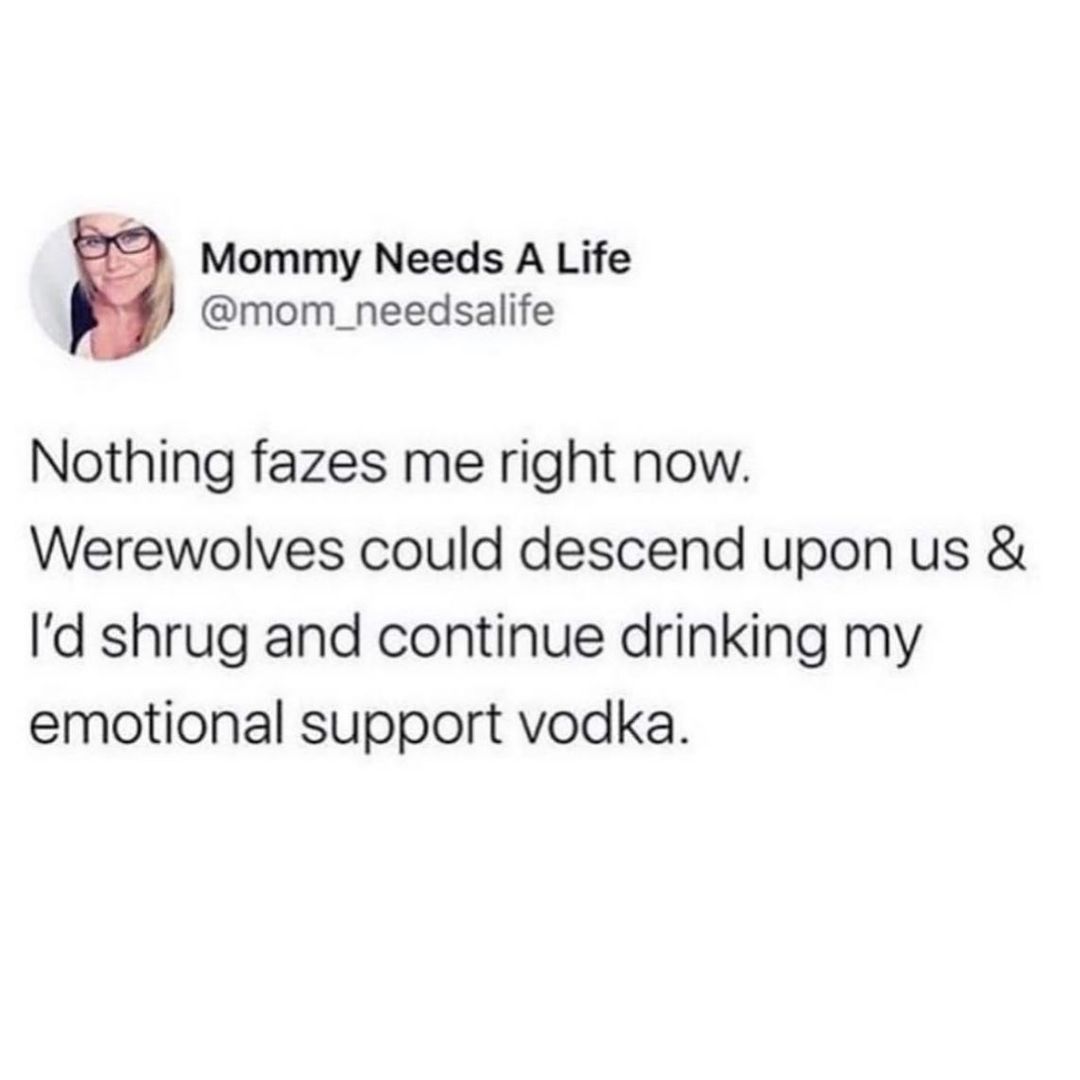 Mommy Needs A Life
@mom_needsalife
Nothing fazes me right now.
Werewolves could descend upon us &
I'd shrug and continue drinking my
emotional support vodka.